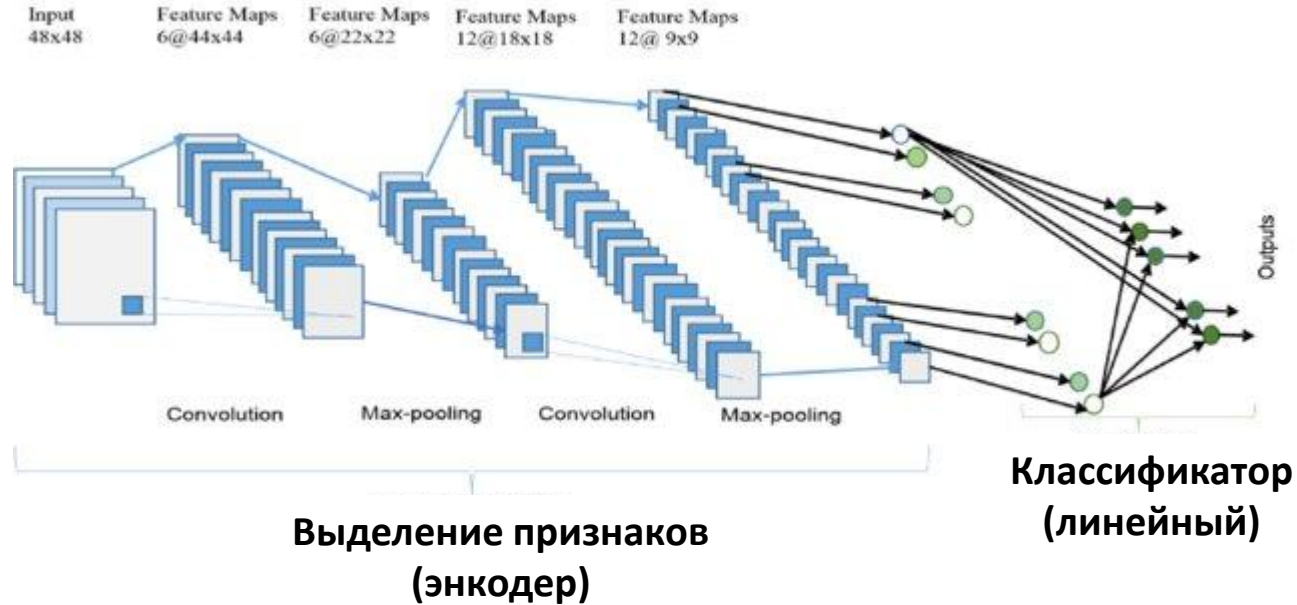 Input
48x48
Feature Maps
6@44x44
Feature Maps
6@22x22
Feature Maps
12@18x18
Feature Maps
12@ 9x9
Outputs
Convolution
Max-pooling
Convolution
Max-pooling
Выделение признаков
(энкодер)
Классификатор
(линейный)